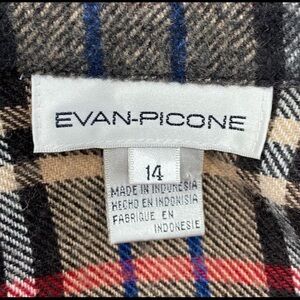 EVAN-PICONE
14
MADE IN INDONESIA
HECHO EN INDONISIA
FABRIQUE EN
INDONESIE